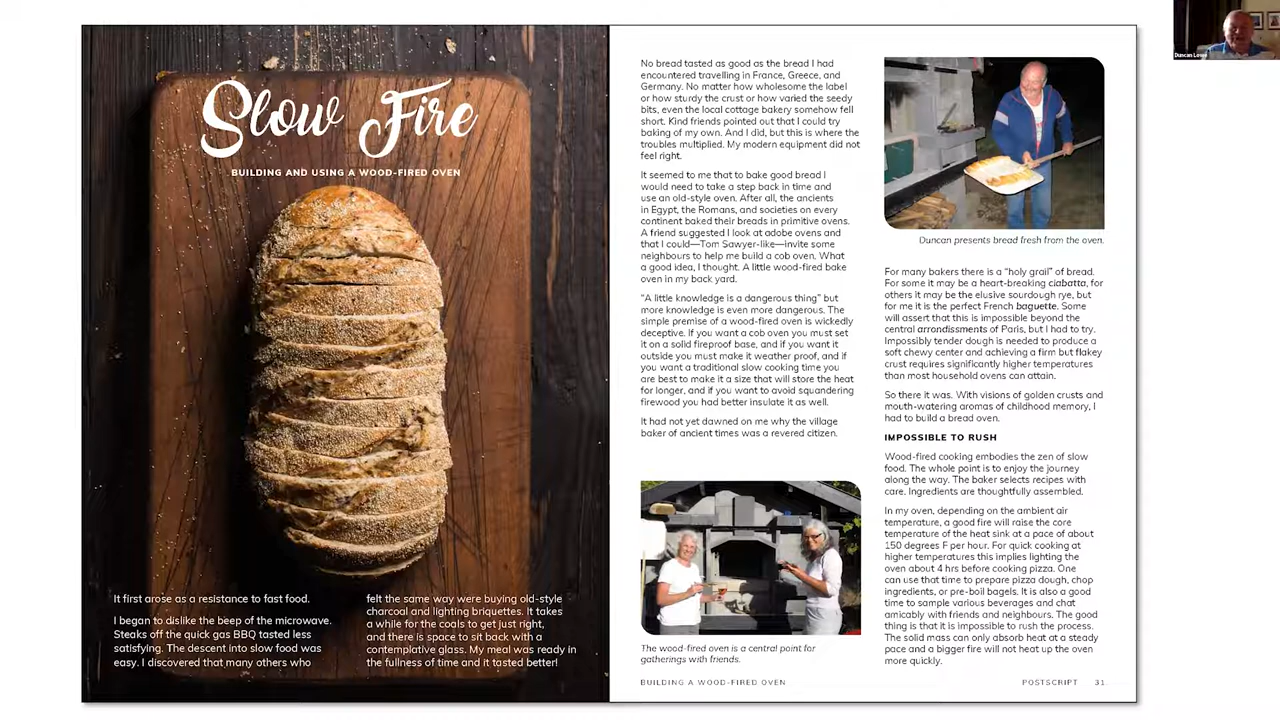 Slow Fire
BUILDING AND USING A WOOD-FIRED OVEN
It first arose as a resistance to fast food.
I began to dislike the beep of the microwave.
Steaks off the quick gas BBQ tasted less
satisfying. The descent into slow food was
easy. I discovered that many others who
felt the same way were buying old-style
charcoal and lighting briquettes. It takes
a while for the coals to get just right,
and there is space to sit back with a
contemplative glass. My meal was ready in
the fullness of time and it tasted better!
No bread tasted as good as the bread I had
encountered travelling in France, Greece, and
Germany. No matter how wholesome the label
or how sturdy the crust or how varied the seedy
bits, even the local cottage bakery somehow fell
short. Kind friends pointed out that I could try
baking of my own. And I did, but this is where the
troubles multiplied. My modern equipment did not
feel right.
It seemed to me that to bake good bread I
would need to take a step back in time and
use an old-style oven. After all, the ancients
in Egypt, the Romans, and societies on every
continent baked their breads in primitive ovens.
A friend suggested I look at adobe ovens and
that I could—Tom Sawyer-like—invite some
neighbours to help me build a cob oven. What
a good idea, I thought. A little wood-fired bake
oven in my back yard.
“A little knowledge is a dangerous thing” but
more knowledge is even more dangerous. The
simple premise of a wood-fired oven is wickedly
deceptive. If you want a cob oven you must set
it on a solid fireproof base, and if you want it
outside you must make it weather proof, and if
you want a traditional slow cooking time you
are best to make it a size that will store the heat
for longer, and if you want to avoid squandering
firewood you had better insulate it as well.
It had not yet dawned on me why the village
baker of ancient times was a revered citizen.
The wood-fired oven is a central point for
gatherings with friends.
Duncan presents bread fresh from the oven.
For many bakers there is a “holy grail” of bread.
For some it may be a heart-breaking ciabatta, for
others it may be the elusive sourdough rye, but
for me it is the perfect French baguette. Some
will assert that this is impossible beyond the
central arrondissments of Paris, but I had to try.
Impossibly tender dough is needed to produce a
soft chewy center and achieving a firm but flakey
crust requires significantly higher temperatures
than most household ovens can attain.
So there it was. With visions of golden crusts and
mouth-watering aromas of childhood memory, I
had to build a bread oven.
IMPOSSIBLE TO RUSH
Wood-fired cooking embodies the zen of slow
food. The whole point is to enjoy the journey
along the way. The baker selects recipes with
care. Ingredients are thoughtfully assembled.
In my oven, depending on the ambient air
temperature, a good fire will raise the core
temperature of the heat sink at a pace of about
150 degrees F per hour. For quick cooking at
higher temperatures this implies lighting the
oven about 4 hrs before cooking pizza. One
can use that time to prepare pizza dough, chop
ingredients, or pre-boil bagels. It is also a good
time to sample various beverages and chat
amicably with friends and neighbours. The good
thing is that it is impossible to rush the process.
The solid mass can only absorb heat at a steady
pace and a bigger fire will not heat up the oven
more quickly.
BUILDING A WOOD-FIRED OVEN
POSTSCRIPT 31
Duncan